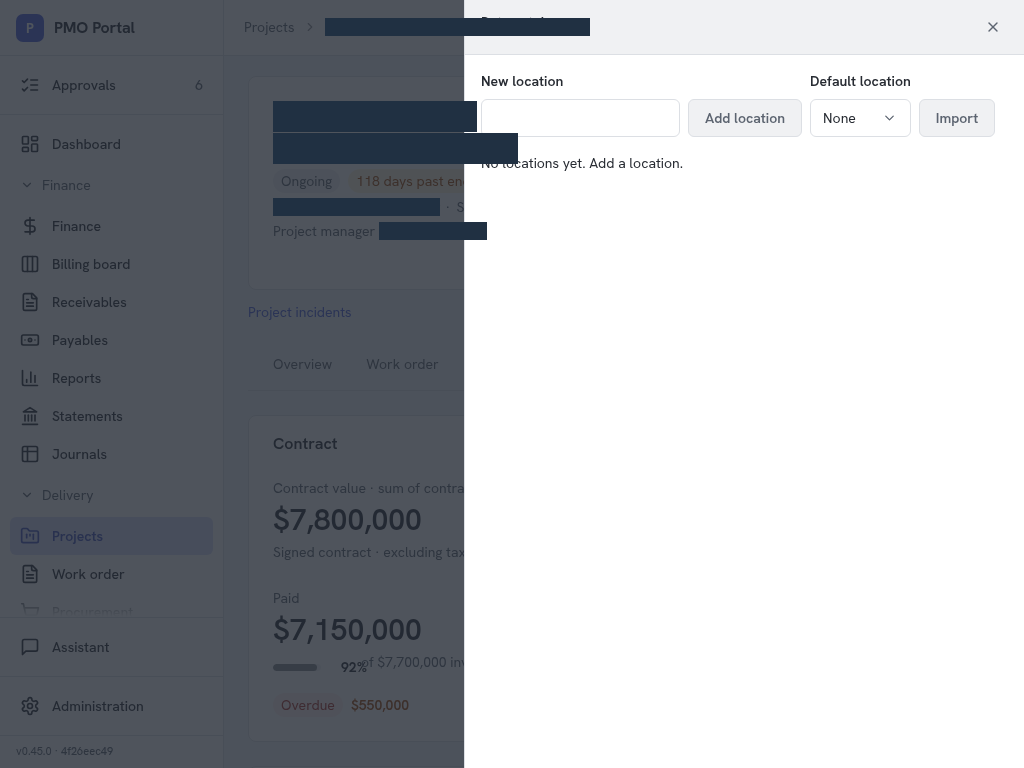 P
PMO Portal
Approvals
6
Dashboard
Finance
Finance
Billing board
Receivables
Payables
Reports
Statements
Journals
Delivery
Projects
Work order
Procurement
Assistant
Administration
v0.45.0 · 4f26eec49
Projects
Ongoing
118 days past
· S
Project manager
Project incidents
Overview
Work order
Contract
Contract value · sum of
$7,800,000
Signed contract · excluding tax
Paid
$7,150,000
92%
of $7,700,000
Overdue
$550,000
New location
Default location
Add location
None
Import
No locations yet. Add a location.